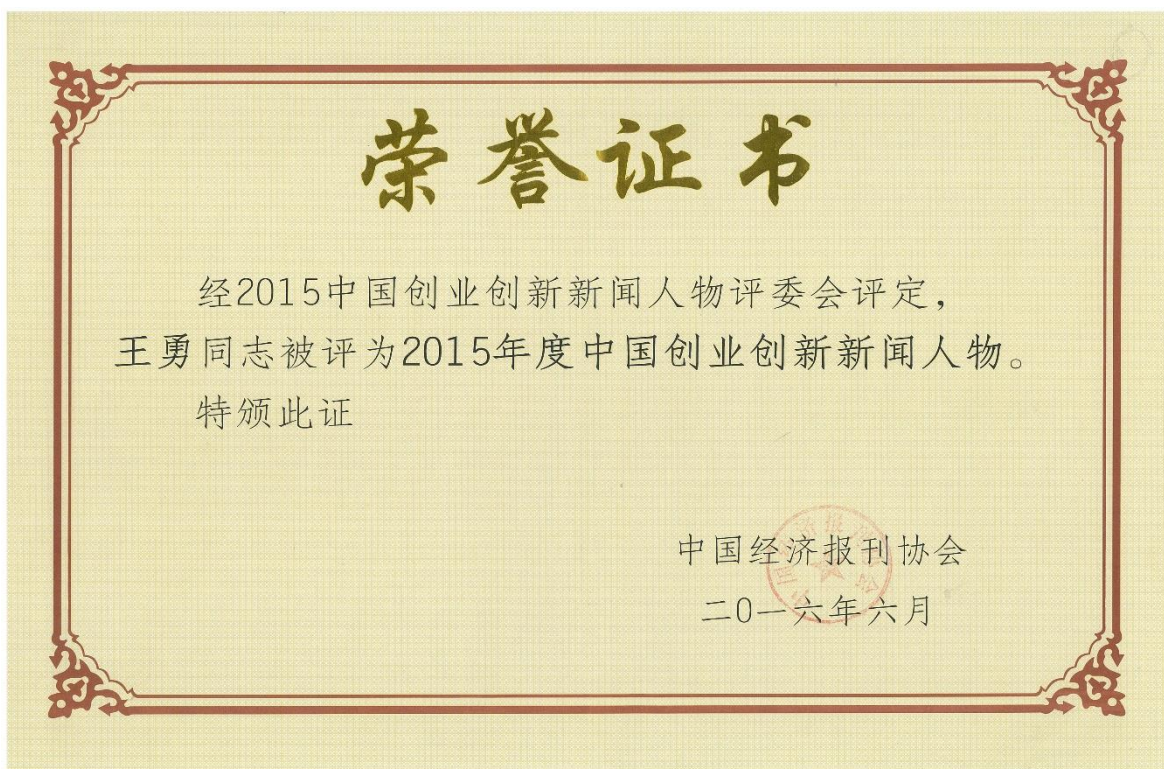 荣誉证书
经2015中国创业创新新闻人物评委会评定，
王勇同志被评为2015年度中国创业创新新闻人物。
特颁此证
中国经济报刊协会
二0一六年六月